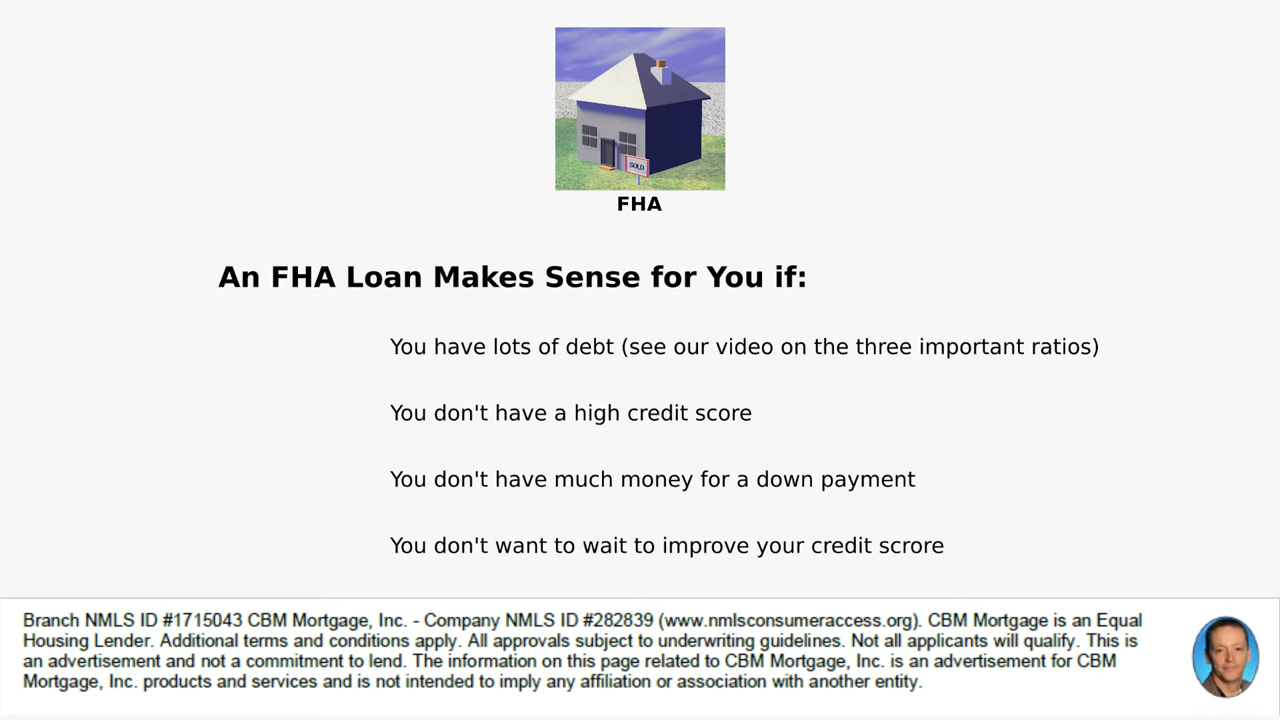 SOLD
FHA
An FHA Loan Makes Sense for You if:
You have lots of debt (see our video on the three important ratios)
You don't have a high credit score
You don't have much money for a down payment
You don't want to wait to improve your credit scrore
Branch NMLS ID #1715043 CBM Mortgage, Inc. - Company NMLS ID #282839 (www.nmlsconsumeraccess.org). CBM Mortgage is an Equal
Housing Lender. Additional terms and conditions apply. All approvals subject to underwriting guidelines. Not all applicants will qualify. This is
an advertisement and not a commitment to lend. The information on this page related to CBM Mortgage, Inc. is an advertisement for CBM
Mortgage, Inc. products and services and is not intended to imply any affiliation or association with another entity.